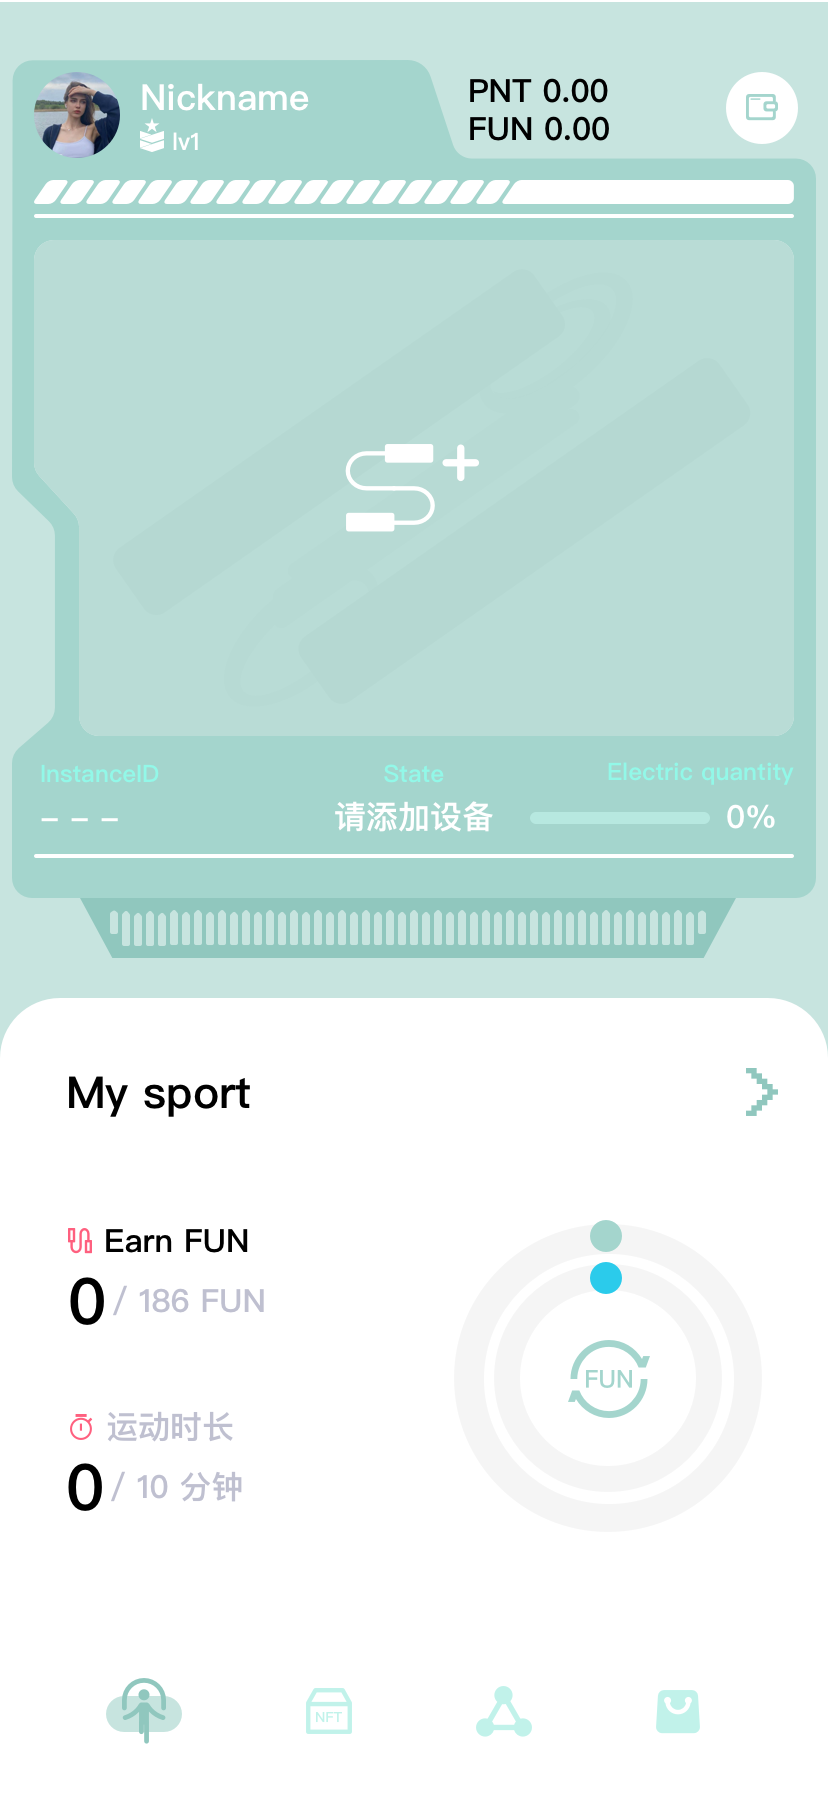 Nickname
lv1
PNT 0.00
FUN 0.00
InstanceID
State
Electric quantity
– – –
请添加设备
0%
My sport
Earn FUN
0 / 186 FUN
运动时长
0 / 10 分钟
FUN
NFT